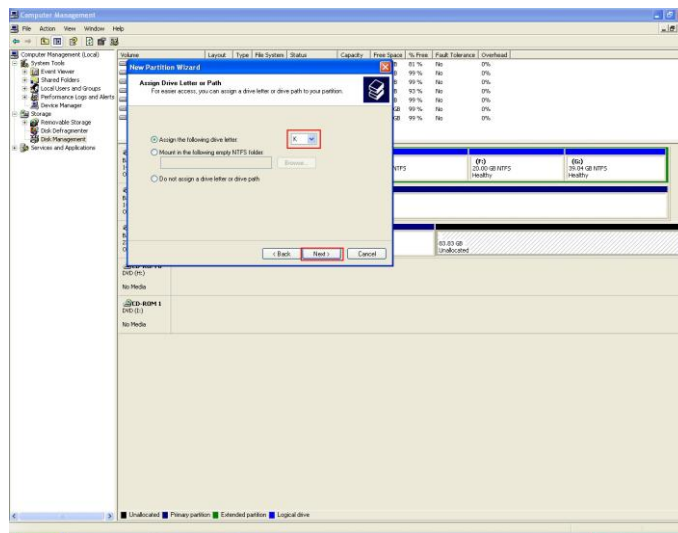 Computer Management
File Action View Window Help
Computer Management (Local)
System Tools
Event Viewer
Shared Folders
Local Users and Groups
Performance Logs and Alerts
Device Manager
Storage
Removable Storage
Disk Defragmenter
Disk Management
Services and Applications
Volume Layout Type File System Status Capacity Free Space % Free Fault Tolerance Overhead
81 % No 0%
99 % No 0%
99 % No 0%
93 % No 0%
99 % No 0%
99 % No 0%
99 % No 0%
New Partition Wizard
Assign Drive Letter or Path
For easier access, you can assign a drive letter or drive path to your partition.
Assign the following drive letter:
K
Mount in the following empty NTFS folder:
Browse...
Do not assign a drive letter or drive path
< Back Next > Cancel
NTFS
(F:)
20.00 GB NTFS
Healthy
(G:)
39.04 GB NTFS
Healthy
83.83 GB
Unallocated
DVD (H:)
No Media
CD-ROM 1
DVD (I:)
No Media
Unallocated Primary partition Extended partition Logical drive